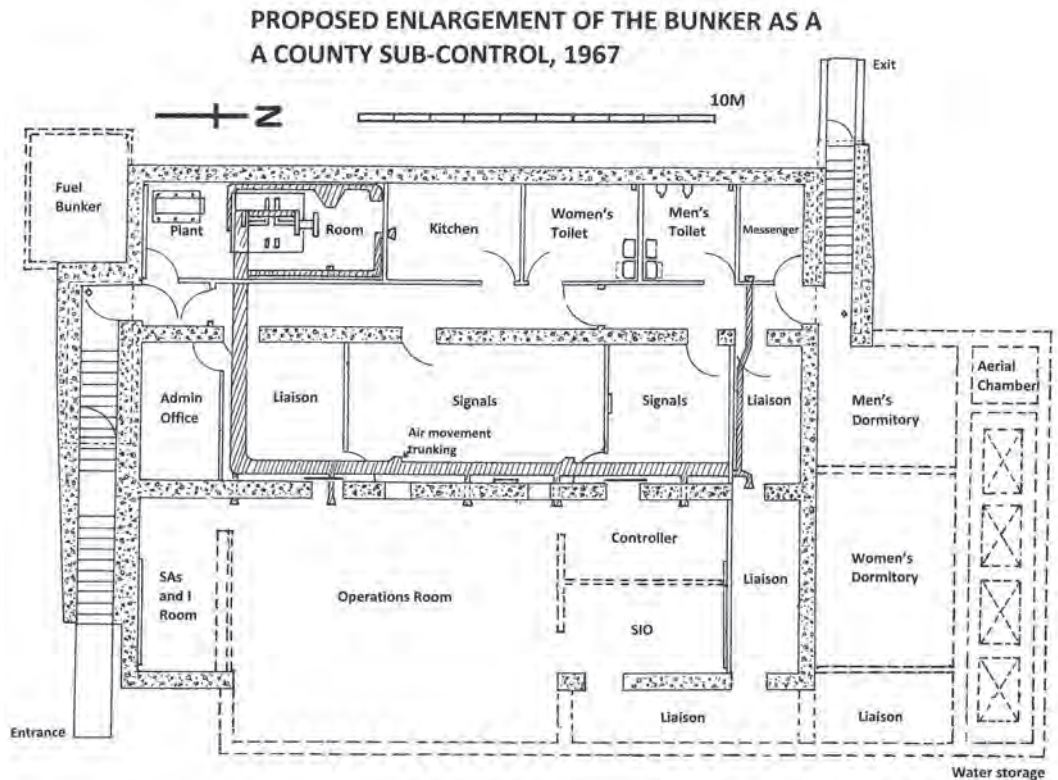 PROPOSED ENLARGEMENT OF THE BUNKER AS A
A COUNTY SUB-CONTROL, 1967
Exit
N
10M
Fuel
Bunker
Plant
Room
Kitchen
Women's
Toilet
Men's
Toilet
Messenger
Admin
Office
Liaison
Signals
Signals
Liaison
Men's
Dormitory
Aerial
Chamber
Air movement
trunking
SAs
and I
Room
Operations Room
Controller
SIO
Liaison
Women's
Dormitory
Liaison
Liaison
Entrance
Water storage